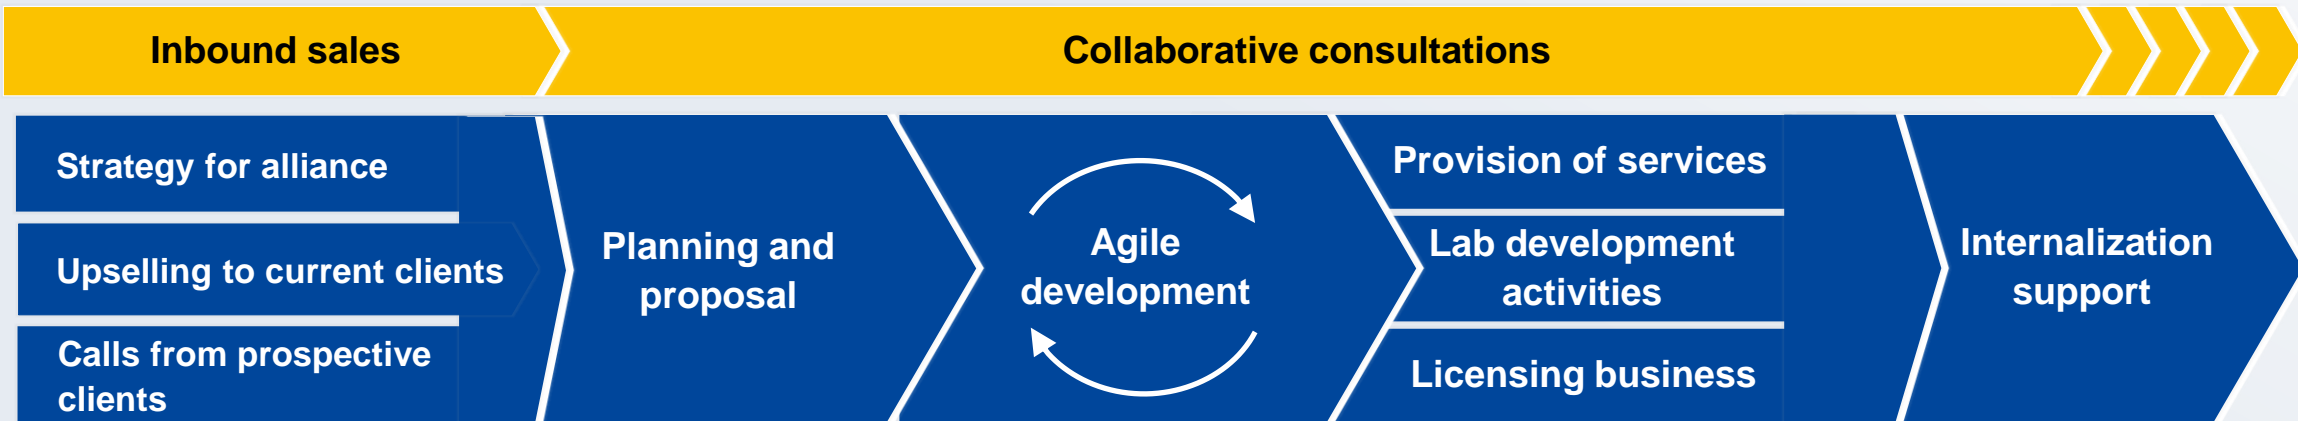 Inbound sales
Collaborative consultations
Strategy for alliance
Upselling to current clients
Calls from prospective
clients
Planning and
proposal
Agile
development
Provision of services
Lab development
activities
Licensing business
Internalization
support